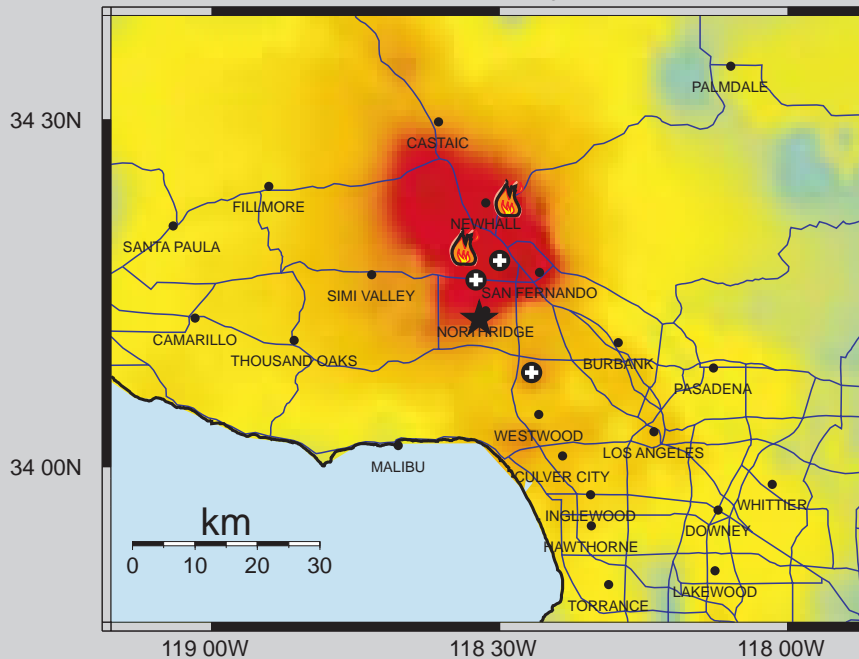 PALMDALE
34 30N
CASTAIC
FILLMORE
NEWHALL
SANTA PAULA
SIMI VALLEY
SAN FERNANDO
CAMARILLO
NORTHRIDGE
THOUSAND OAKS
BURBANK
PASADENA
WESTWOOD
LOS ANGELES
34 00N
MALIBU
CULVER CITY
WHITTIER
INGLEWOOD
km
DOWNEY
HAWTHORNE
0 10 20 30
LAKEWOOD
TORRANCE
119 00W 118 30W 118 00W